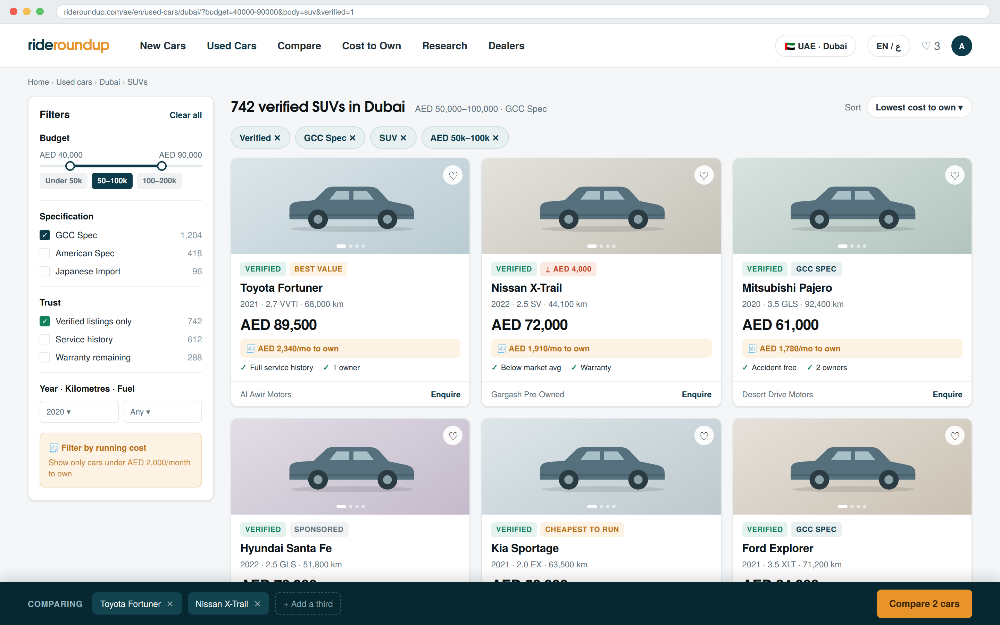 rideroundup.com/ae/en/used-cars/dubai/?budget=40000-90000&body=suv&verified=1
rideroundup New Cars Used Cars Compare Cost to Own Research Dealers 🇦🇪 UAE · Dubai EN / ع ♡ 3 A
Home › Used cars › Dubai › SUVs
Filters Clear all
Budget
AED 40,000 AED 90,000
Under 50k 50–100k 100–200k
Specification
✓ GCC Spec 1,204
American Spec 418
Japanese Import 96
Trust
✓ Verified listings only 742
Service history 612
Warranty remaining 288
Year · Kilometres · Fuel
2020 ▾ Any ▾
🧾 Filter by running cost
Show only cars under AED 2,000/month
to own
742 verified SUVs in Dubai AED 50,000–100,000 · GCC Spec Sort Lowest cost to own ▾
Verified ✕ GCC Spec ✕ SUV ✕ AED 50k–100k ✕
VERIFIED BEST VALUE
Toyota Fortuner
2021 · 2.7 VVTi · 68,000 km
AED 89,500
🧾 AED 2,340/mo to own
✓ Full service history ✓ 1 owner
Al Awir Motors Enquire
VERIFIED ↓ AED 4,000
Nissan X-Trail
2022 · 2.5 SV · 44,100 km
AED 72,000
🧾 AED 1,910/mo to own
✓ Below market avg ✓ Warranty
Gargash Pre-Owned Enquire
VERIFIED GCC SPEC
Mitsubishi Pajero
2020 · 3.5 GLS · 92,400 km
AED 61,000
🧾 AED 1,780/mo to own
✓ Accident-free ✓ 2 owners
Desert Drive Motors Enquire
VERIFIED SPONSORED
Hyundai Santa Fe
2022 · 2.5 GLS · 51,800 km
AED
VERIFIED CHEAPEST TO RUN
Kia Sportage
2021 · 2.0 EX · 63,500 km
AED
VERIFIED GCC SPEC
Ford Explorer
2021 · 3.5 XLT · 71,200 km
AED
COMPARING Toyota Fortuner ✕ Nissan X-Trail ✕ + Add a third Compare 2 cars